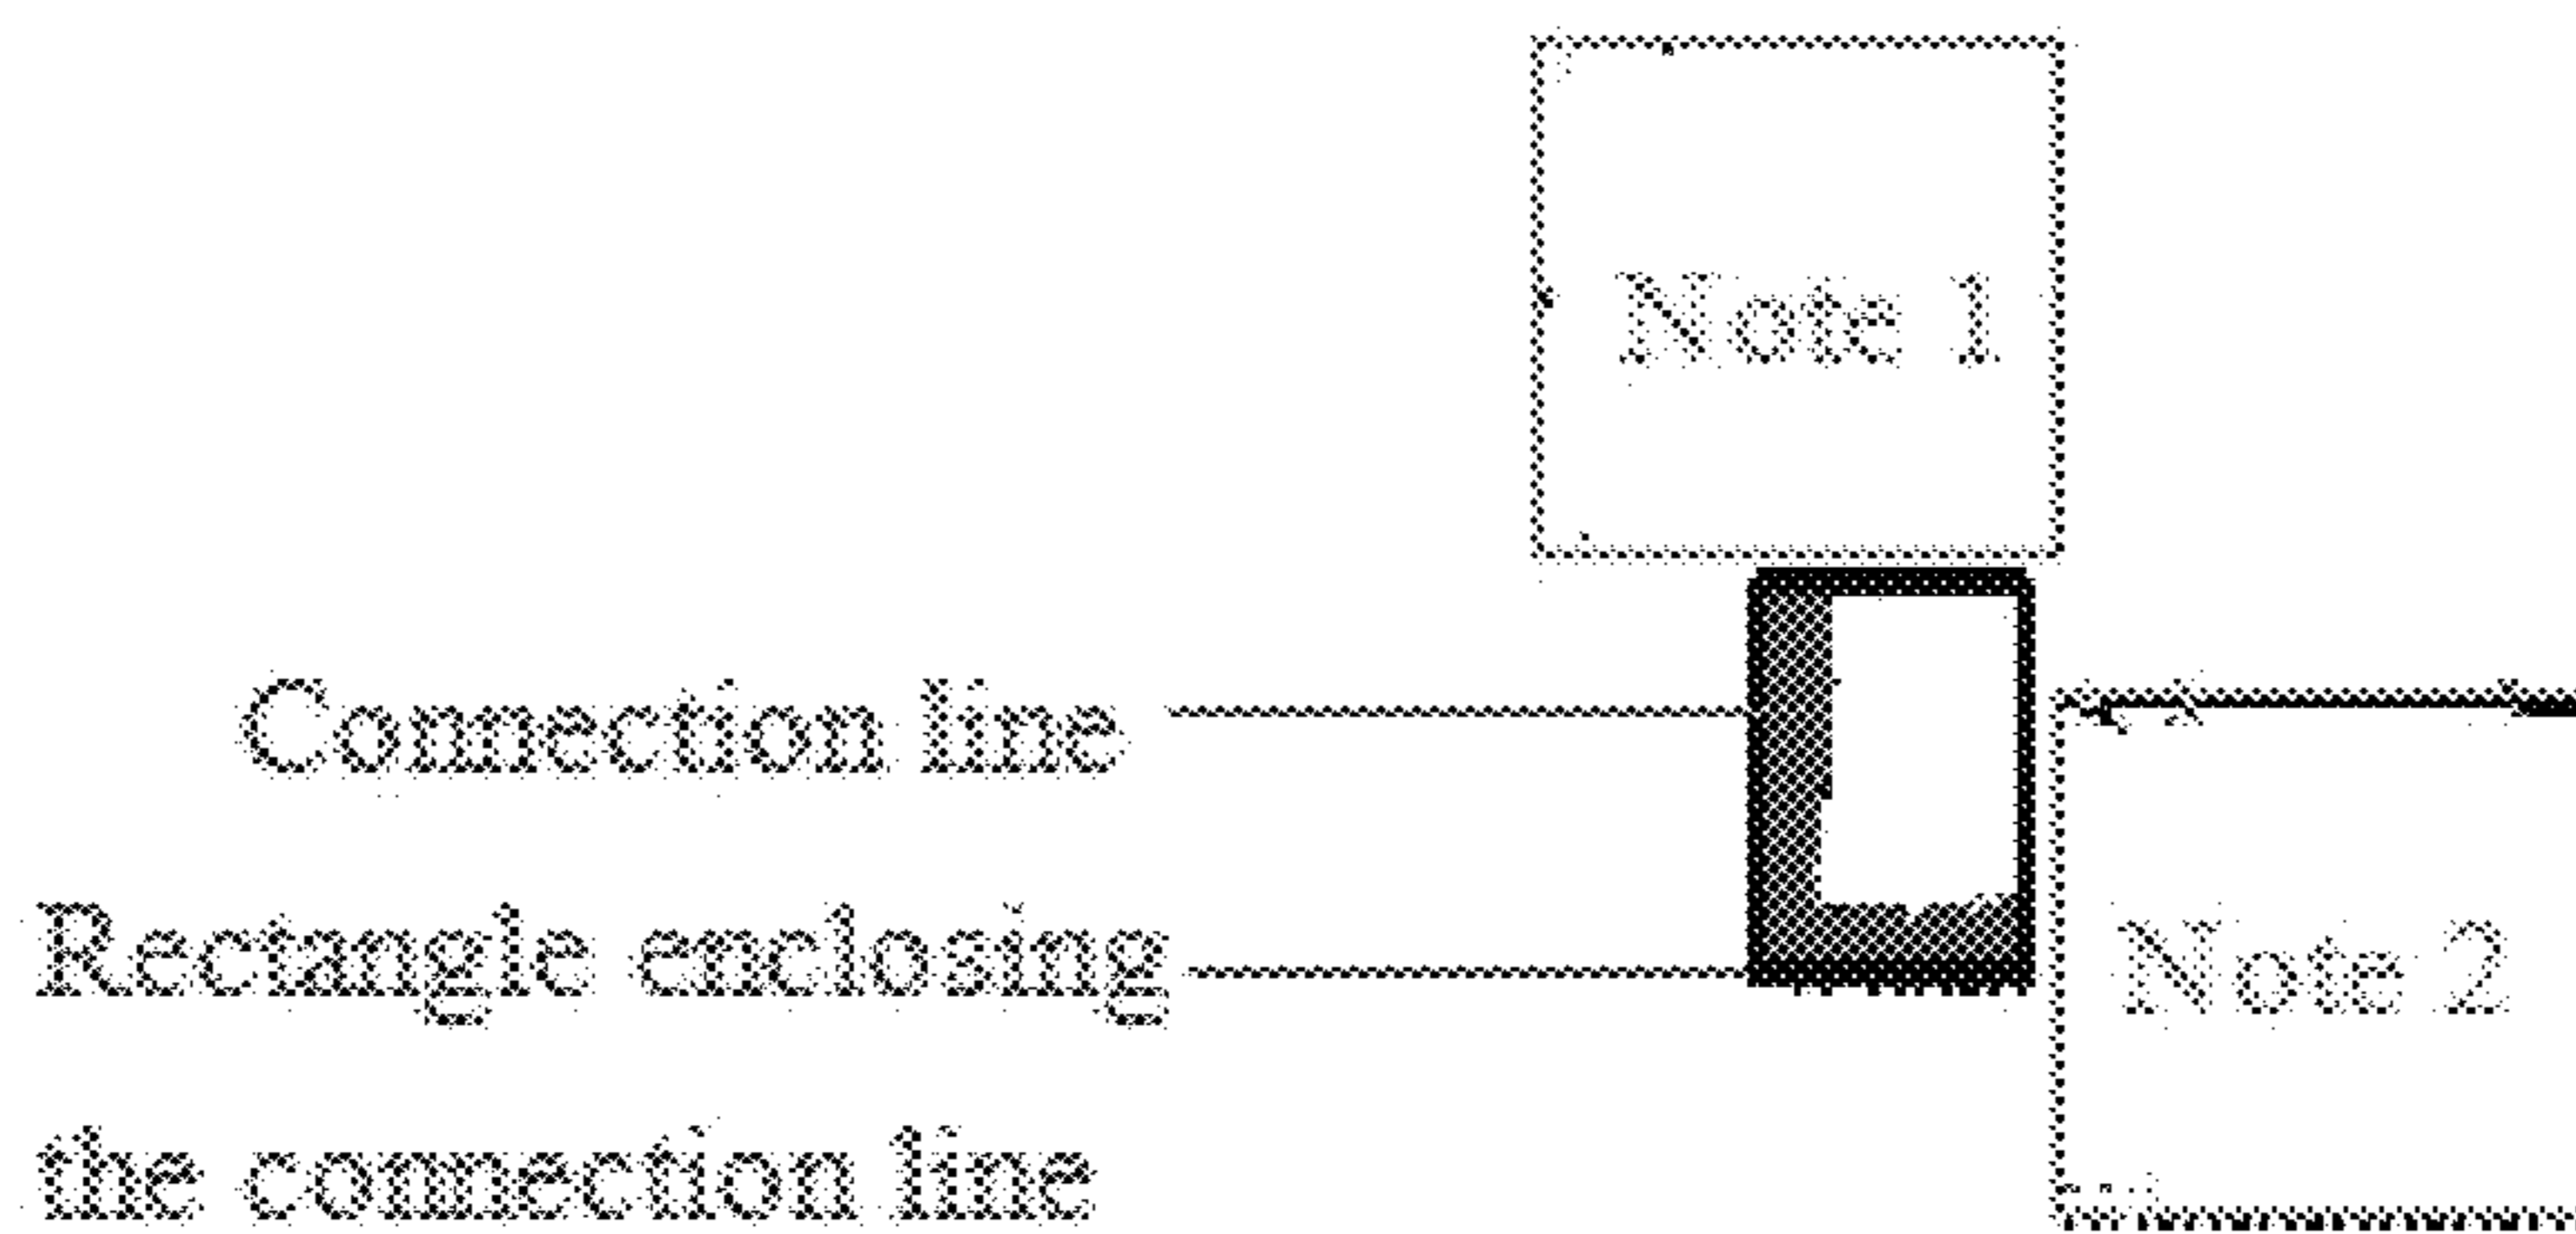 Note 1
Connection line
Rectangle enclosing
the connection line
Note 2